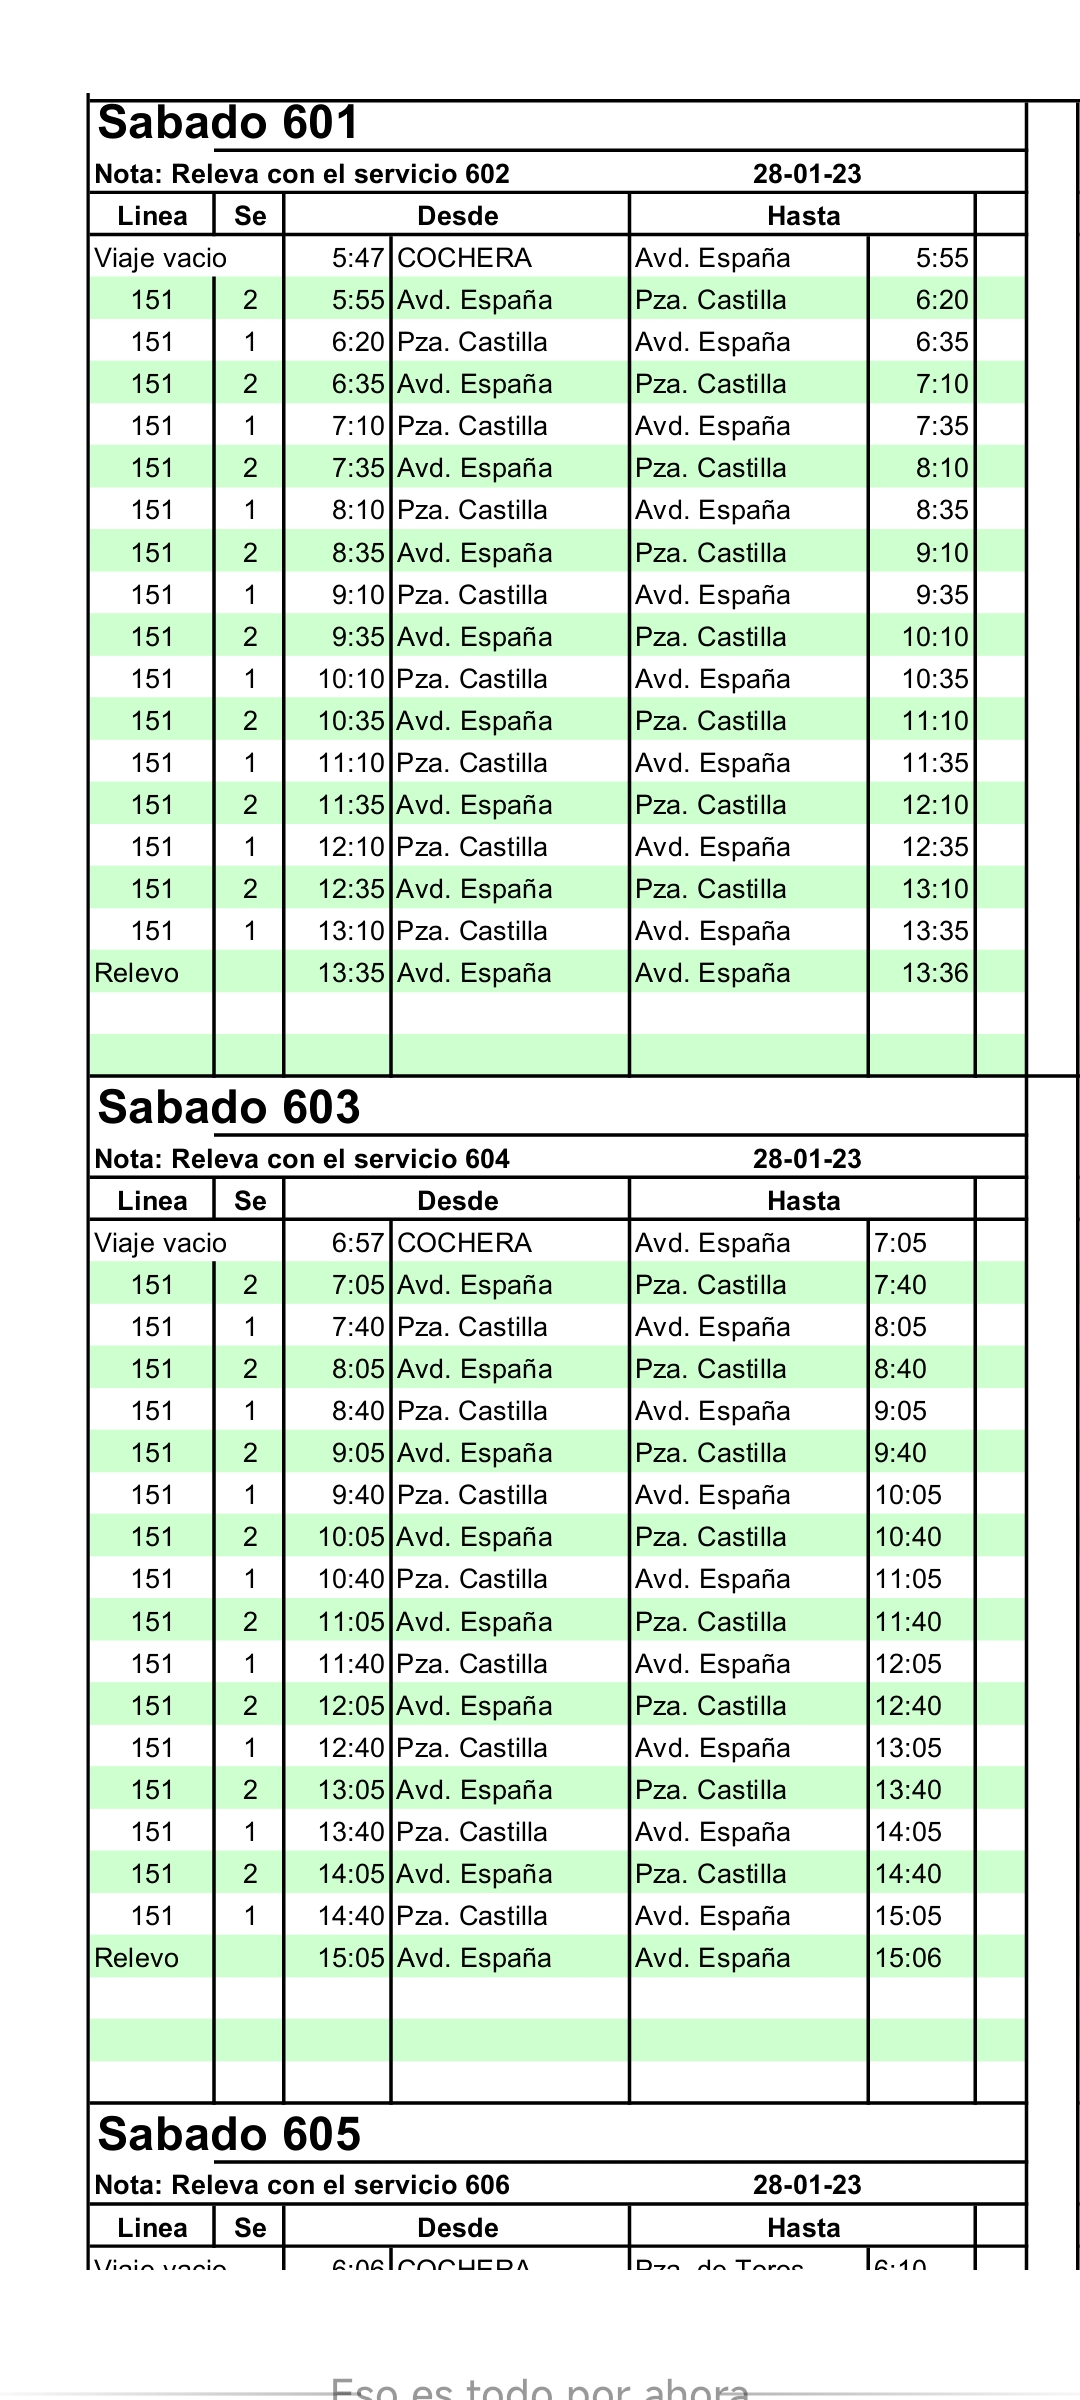 Sabado 601
Nota: Releva con el servicio 602 28-01-23
Linea Se Desde Hasta
Viaje vacio 5:47 COCHERA Avd. España 5:55
151 2 5:55 Avd. España Pza. Castilla 6:20
151 1 6:20 Pza. Castilla Avd. España 6:35
151 2 6:35 Avd. España Pza. Castilla 7:10
151 1 7:10 Pza. Castilla Avd. España 7:35
151 2 7:35 Avd. España Pza. Castilla 8:10
151 1 8:10 Pza. Castilla Avd. España 8:35
151 2 8:35 Avd. España Pza. Castilla 9:10
151 1 9:10 Pza. Castilla Avd. España 9:35
151 2 9:35 Avd. España Pza. Castilla 10:10
151 1 10:10 Pza. Castilla Avd. España 10:35
151 2 10:35 Avd. España Pza. Castilla 11:10
151 1 11:10 Pza. Castilla Avd. España 11:35
151 2 11:35 Avd. España Pza. Castilla 12:10
151 1 12:10 Pza. Castilla Avd. España 12:35
151 2 12:35 Avd. España Pza. Castilla 13:10
151 1 13:10 Pza. Castilla Avd. España 13:35
Relevo 13:35 Avd. España Avd. España 13:36
Sabado 603
Nota: Releva con el servicio 604 28-01-23
Linea Se Desde Hasta
Viaje vacio 6:57 COCHERA Avd. España 7:05
151 2 7:05 Avd. España Pza. Castilla 7:40
151 1 7:40 Pza. Castilla Avd. España 8:05
151 2 8:05 Avd. España Pza. Castilla 8:40
151 1 8:40 Pza. Castilla Avd. España 9:05
151 2 9:05 Avd. España Pza. Castilla 9:40
151 1 9:40 Pza. Castilla Avd. España 10:05
151 2 10:05 Avd. España Pza. Castilla 10:40
151 1 10:40 Pza. Castilla Avd. España 11:05
151 2 11:05 Avd. España Pza. Castilla 11:40
151 1 11:40 Pza. Castilla Avd. España 12:05
151 2 12:05 Avd. España Pza. Castilla 12:40
151 1 12:40 Pza. Castilla Avd. España 13:05
151 2 13:05 Avd. España Pza. Castilla 13:40
151 1 13:40 Pza. Castilla Avd. España 14:05
151 2 14:05 Avd. España Pza. Castilla 14:40
151 1 14:40 Pza. Castilla Avd. España 15:05
Relevo 15:05 Avd. España Avd. España 15:06
Sabado 605
Nota: Releva con el servicio 606 28-01-23
Linea Se Desde Hasta
Viaje vacio 6:06 COCHERA Pza. de Toros 6:10
Eso es todo por ahora